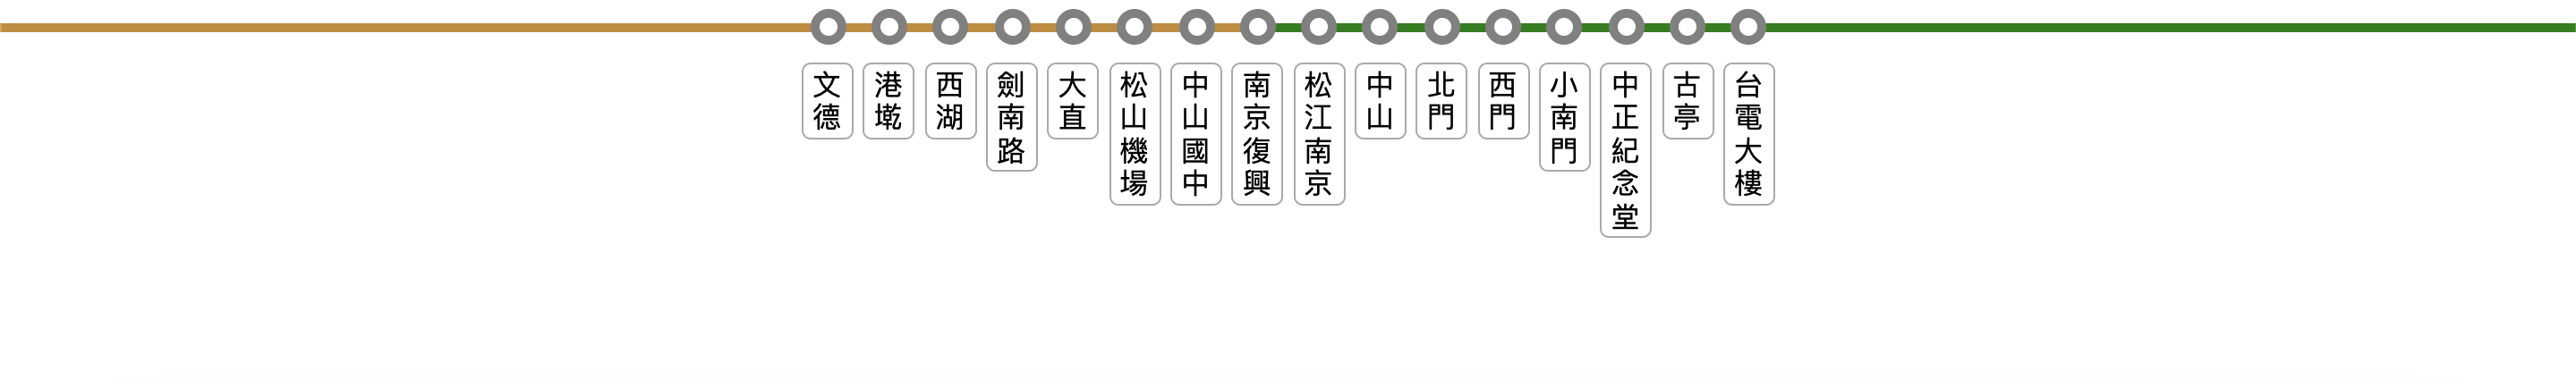 文德
港墘
西湖
劍南路
大直
松山機場
中山國中
南京復興
松江南京
中山
北門
西門
小南門
中正紀念堂
古亭
台電大樓